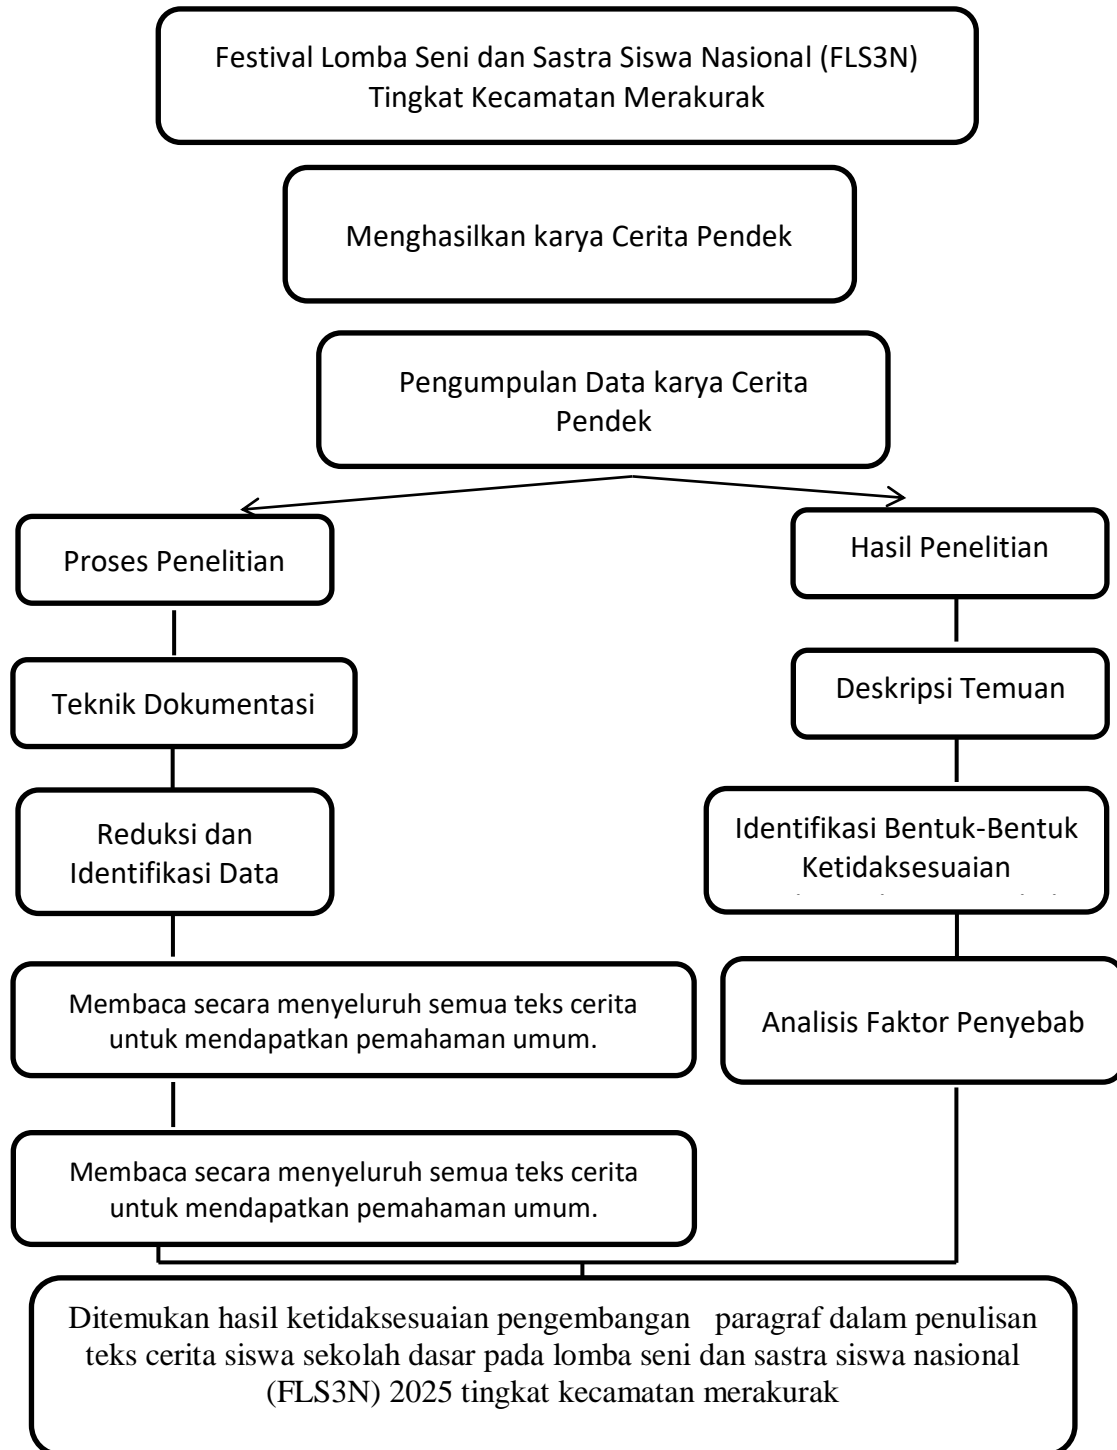 Festival Lomba Seni dan Sastra Siswa Nasional (FLS3N)
Tingkat Kecamatan Merakurak
Menghasilkan karya Cerita Pendek
Pengumpulan Data karya Cerita
Pendek
Proses Penelitian
Hasil Penelitian
Teknik Dokumentasi
Deskripsi Temuan
Reduksi dan
Identifikasi Data
Identifikasi Bentuk-Bentuk
Ketidaksesuaian
Membaca secara menyeluruh semua teks cerita
untuk mendapatkan pemahaman umum.
Analisis Faktor Penyebab
Membaca secara menyeluruh semua teks cerita
untuk mendapatkan pemahaman umum.
Ditemukan hasil ketidaksesuaian pengembangan paragraf dalam penulisan
teks cerita siswa sekolah dasar pada lomba seni dan sastra siswa nasional
(FLS3N) 2025 tingkat kecamatan merakurak